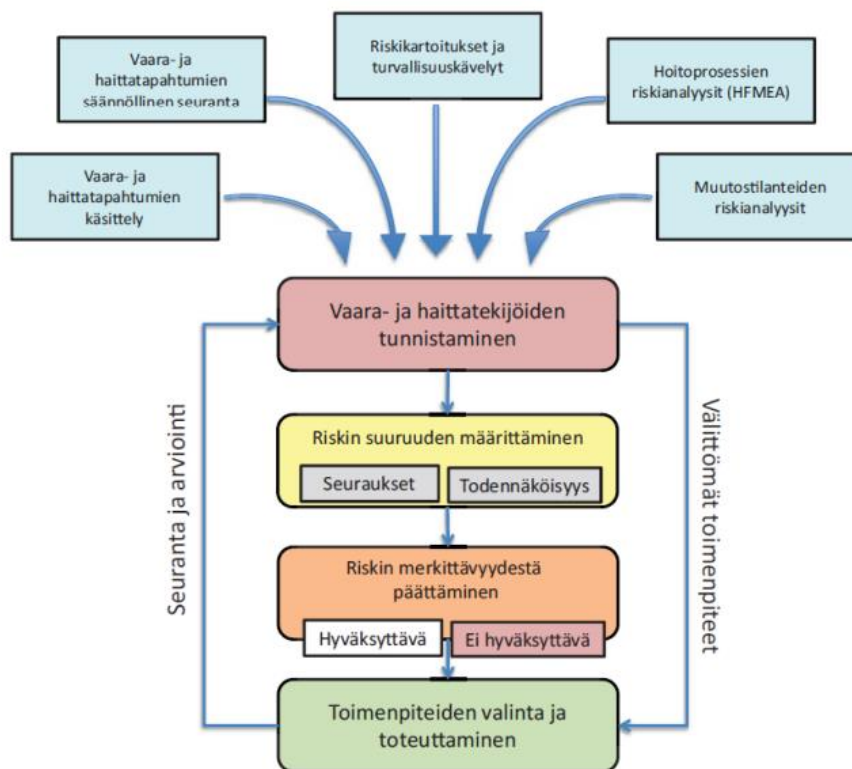 Vaara- ja
haittatapahtumien
säännöllinen seuranta
Riskikartoitukset ja
turvallisuuskävelyt
Hoitoprosessien
riskianalyysit (HFMEA)
Vaara- ja
haittatapahtumien
käsittely
Muutostilanteiden
riskianalyysit
Vaara- ja haittatekijöiden
tunnistaminen
Riskin suuruuden määrittäminen
Seuraukset
Todennäköisyys
Riskin merkittävyydestä
päättäminen
Hyväksyttävä
Ei hyväksyttävä
Toimenpiteiden valinta ja
toteuttaminen
Seuranta ja arviointi
Välittömät toimenpiteet